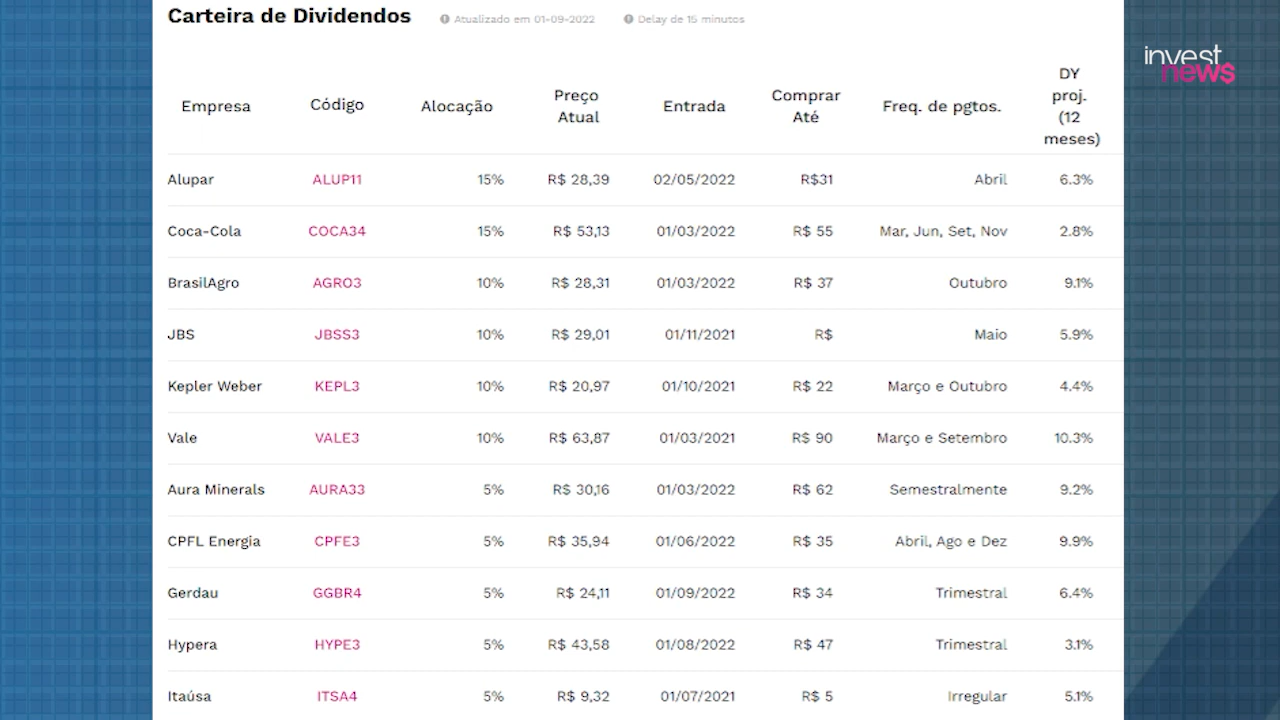 Carteira de Dividendos Atualizado em 01-09-2022 Delay de 15 minutos
invest
new$
Empresa Código Alocação Preço Atual Entrada Comprar Até Freq. de pgtos. DY proj. (12 meses)
Alupar ALUP11 15% R$ 28,39 02/05/2022 R$31 Abril 6.3%
Coca-Cola COCA34 15% R$ 53,13 01/03/2022 R$ 55 Mar, Jun, Set, Nov 2.8%
BrasilAgro AGRO3 10% R$ 28,31 01/03/2022 R$ 37 Outubro 9.1%
JBS JBSS3 10% R$ 29,01 01/11/2021 R$ Maio 5.9%
Kepler Weber KEPL3 10% R$ 20,97 01/10/2021 R$ 22 Março e Outubro 4.4%
Vale VALE3 10% R$ 63,87 01/03/2021 R$ 90 Março e Setembro 10.3%
Aura Minerals AURA33 5% R$ 30,16 01/03/2022 R$ 62 Semestralmente 9.2%
CPFL Energia CPFE3 5% R$ 35,94 01/06/2022 R$ 35 Abril, Ago e Dez 9.9%
Gerdau GGBR4 5% R$ 24,11 01/09/2022 R$ 34 Trimestral 6.4%
Hypera HYPE3 5% R$ 43,58 01/08/2022 R$ 47 Trimestral 3.1%
Itaúsa ITSA4 5% R$ 9,32 01/07/2021 R$ 5 Irregular 5.1%